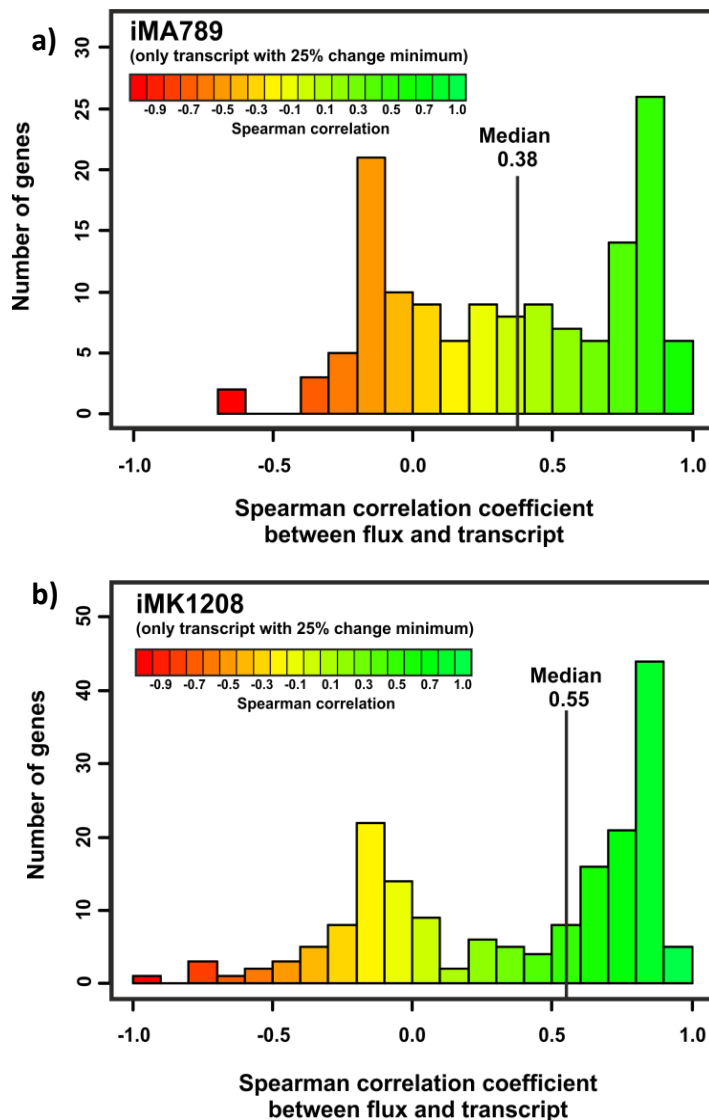 a)
iMA789
(only transcript with 25% change minimum)
-0.9 -0.7 -0.5 -0.3 -0.1 0.1 0.3 0.5 0.7 1.0
Spearman correlation
Median
0.38
Number of genes
30
25
20
15
10
5
0
-1.0 -0.5 0.0 0.5 1.0
Spearman correlation coefficient
between flux and transcript
b)
iMK1208
(only transcript with 25% change minimum)
-0.9 -0.7 -0.5 -0.3 -0.1 0.1 0.3 0.5 0.7 1.0
Spearman correlation
Median
0.55
Number of genes
50
40
30
20
10
0
-1.0 -0.5 0.0 0.5 1.0
Spearman correlation coefficient
between flux and transcript